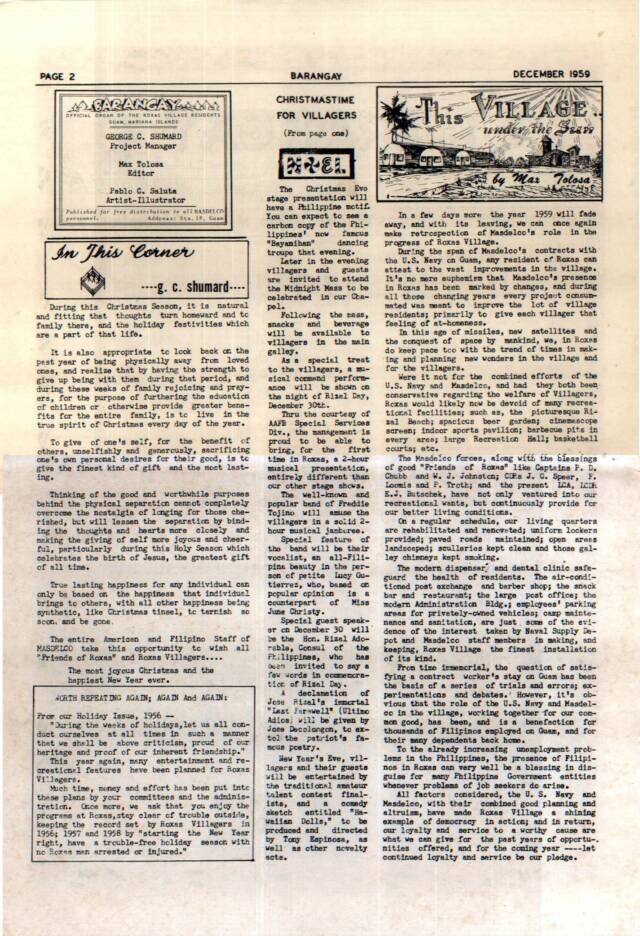 PAGE 2
BARANGAY
DECEMBER 1959
BARANGAY
OFFICIAL ORGAN OF THE ROXAS VILLAGE RESIDENTS
GUAM, MARIANA ISLANDS
GEORGE C. SHUMARD
Project Manager
Max Tolosa
Editor
Pablo C. Saluta
Artist-Illustrator
Published for free distribution to all MASDELCO
personnel. Address: Sta. 18, Guam
In This Corner
----g. c. shumard----
During this Christmas Season, it is natural
and fitting that thoughts turn homeward and to
family there, and the holiday festivities which
are a part of that life.
It is also appropriate to look back on the
past year of being physically away from loved
ones, and realize that by having the strength to
give up being with them during that period, and
during these weeks of family rejoicing and pray-
ers, for the purpose of furthering the education
of children or otherwise provide greater bene-
fits for the entire family, is to live in the
true spirit of Christmas every day of the year.
To give of one's self, for the benefit of
others, unselfishly and generously, sacrificing
one's own personal desires for their good, is to
give the finest kind of gift and the most last-
ing.
Thinking of the good and worthwhile purposes
behind the physical separation cannot completely
overcome the nostalgia of longing for those che-
rished, but will lessen the separation by bind-
ing the thoughts and hearts more closely and
making the giving of self more joyous and cheer-
ful, particularly during this Holy Season which
celebrates the birth of Jesus, the greatest gift
of all time.
True lasting happiness for any individual can
only be based on the happiness that individual
brings to others, with all other happiness being
synthetic, like Christmas tinsel, to tarnish so
soon and be gone.
The entire American and Filipino Staff of
MASDELCO take this opportunity to wish all
"Friends of Roxas" and Roxas Villagers....
The most joyous Christmas and the
happiest New Year ever.
WORTH REPEATING AGAIN; AGAIN And AGAIN:
From our Holiday Issue, 1956 --
"During the weeks of holidays, let us all con-
duct ourselves at all times in such a manner
that we shall be above criticism, proud of our
heritage and proud of our inherent friendship."
This year again, many entertainment and re-
creational features have been planned for Roxas
Villagers.
Much time, money and effort has been put into
these plans by your committees and the adminis-
tration. Once more, we ask that you enjoy the
programs at Roxas, stay clear of trouble outside,
keeping the record set by Roxas Villagers in
1956; 1957 and 1958 by "starting the New Year
right, have a trouble-free holiday season with
no Roxas man arrested or injured."
CHRISTMASTIME
FOR VILLAGERS
(From page one)
NOEL
The Christmas Eve
stage presentation will
have a Philippine motif.
You can expect to see a
carbon copy of the Phi-
lippines' now famous
"Bayanihan" dancing
troupe that evening.
Later in the evening
villagers and guests
are invited to attend
the Midnight Mass to be
celebrated in our Cha-
pel.
Following the mass,
snacks and beverage
will be available to
villagers in the main
galley.
As a special treat
to the villagers, a mu-
sical comedy perform-
ance will be shown on
the night of Rizal Day,
December 30th.
Thru the courtesy of
AAFB Special Services
Div., the management is
proud to be able to
bring, for the first
time in Roxas, a 2-hour
musical presentation,
entirely different than
our other stage shows.
The well-known and
popular band of Freddie
Tojino will amuse the
villagers in a solid 2-
hour musical jamboree.
Special feature of
the band will be their
vocalist, an all-Fili-
pina beauty in the per-
son of petite Lucy Gu-
tierrez, who, based on
popular opinion is a
counterpart of Miss
June Christy.
Special guest speak-
er on December 30 will
be the Hon. Rizal Ado-
rable, Consul of the
Philippines, who has
been invited to say a
few words in commemora-
tion of Rizal Day.
A declamation of
Jose Rizal's immortal
"Last Farewell" (Ultimo
Adios) will be given by
Jose Decolongon, to ex-
tol the patriot's fa-
mous poetry.
New Year's Eve, vil-
lagers and their guests
will be entertained by
the traditional amateur
talent contest final-
ists, and a comedy
sketch entitled "Ha-
waiian Dolls," to be
produced and directed
by Tony Espinosa, as
well as other novelty
acts.
This VILLAGE..
under the Stars
by Max Tolosa
In a few days more the year 1959 will fade
away, and with its leaving, we can once again
make retrospection of Masdelco's role in the
progress of Roxas Village.
During the span of Masdelco's contracts with
the U.S. Navy on Guam, any resident of Roxas can
attest to the vast improvements in the village.
It's no mere euphemism that Masdelco's presence
in Roxas has been marked by changes, and during
all those changing years every project consum-
mated was meant to improve the lot of village
residents; primarily to give each villager that
feeling of at-homeness.
In this age of missiles, new satellites and
the conquest of space by mankind, we, in Roxas
do keep pace too with the trend of times in mak-
ing and planning new wonders in the village and
for the villagers.
Were it not for the combined efforts of the
U.S. Navy and Masdelco, and had they both been
conservative regarding the welfare of Villagers,
Roxas would likely now be devoid of many recrea-
tional facilities; such as, the picturesque Ri-
zal Beach; spacious beer garden; cinemascope
screen; indoor sports pavilion; barbecue pits in
every area; large Recreation Hall; basketball
courts; etc.
The Masdelco forces, along with the blessings
of good "Friends of Roxas" like Captains P. D.
Chubb and W. J. Johnston; CDRs J. G. Speer, F.
Loomis and F. Troth; and the present LDA, LCDR
E.J. Butschek, have not only ventured into our
recreational wants, but continuously provide for
our better living conditions.
On a regular schedule, our living quarters
are rehabilitated and renovated; uniform lockers
provided; paved roads maintained; open areas
landscaped; sculleries kept clean and those gal-
ley chimneys kept smoking.
The modern dispensary and dental clinic safe-
guard the health of residents. The air-condi-
tioned post exchange and barber shop; the snack
bar and restaurant; the large post office; the
modern Administration Bldg.; employees' parking
areas for privately-owned vehicles; camp mainte-
nance and sanitation, are just some of the evi-
dence of the interest taken by Naval Supply De-
pot and Masdelco staff members in making, and
keeping, Roxas Village the finest installation
of its kind.
From time immemorial, the question of satis-
fying a contract worker's stay on Guam has been
the basis of a series of trials and errors; ex-
perimentations and debates. However, it's ob-
vious that the role of the U.S. Navy and Masdel-
co in the village, working together for our com-
mon good, has been, and is a benefaction for
thousands of Filipinos employed on Guam, and for
their many dependents back home.
To the already increasing unemployment prob-
lems in the Philippines, the presence of Filipi-
nos in Roxas can very well be a blessing in dis-
guise for many Philippine Government entities
whenever problems of job seekers do arise.
All factors considered, the U. S. Navy and
Masdelco, with their combined good planning and
altruism, have made Roxas Village a shining
example of democracy in action; and in return,
our loyalty and service to a worthy cause are
what we can give for the past years of opportu-
nities offered, and for the coming year ----let
continued loyalty and service be our pledge.